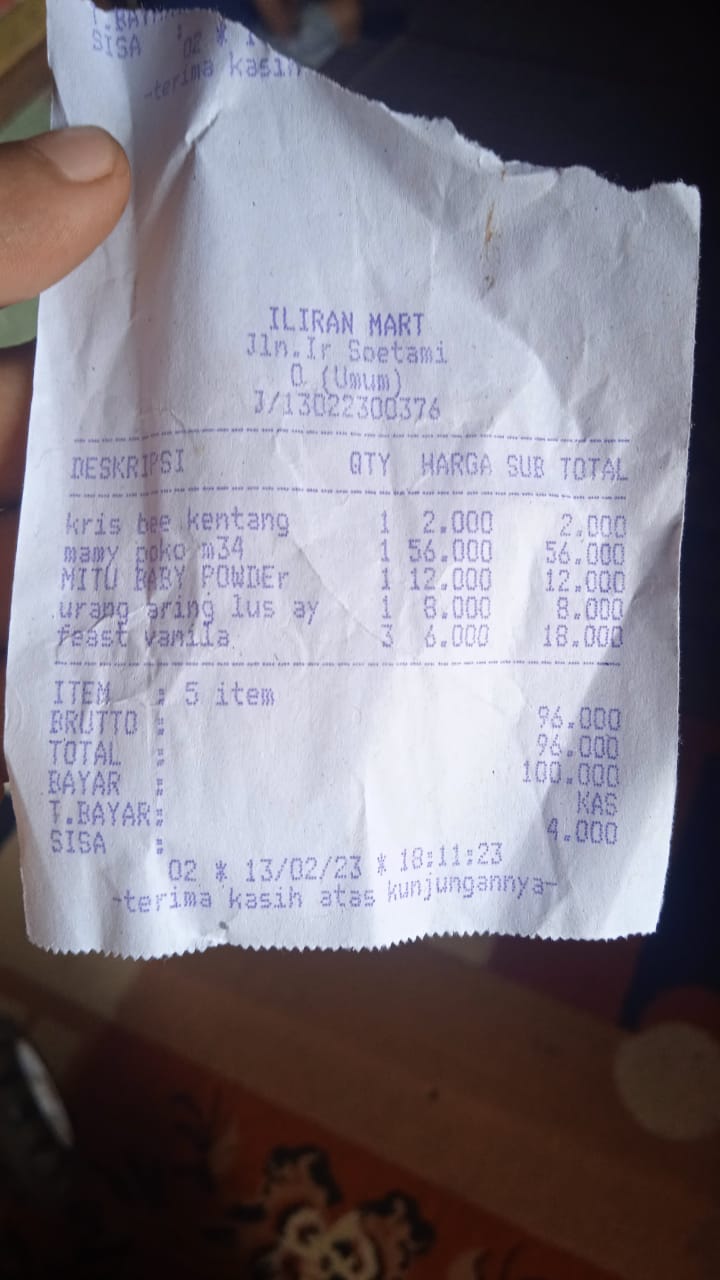 SISA : 02 *
-terima kasih
ILIRAN MART
Jln.Ir Soetami
0 (Umum)
J/13022300376
DESKRIPSI QTY HARGA SUB TOTAL
kris bee kentang 1 2.000 2.000
mamy poko m34 1 56.000 56.000
MITU BABY POWDEr 1 12.000 12.000
urang aring lus ay 1 8.000 8.000
feast vamila 3 6.000 18.000
ITEM : 5 item
BRUTTO : 96.000
TOTAL : 96.000
BAYAR : 100.000
T.BAYAR: KAS
SISA : 4.000
02 * 13/02/23 * 18:11:23
-terima kasih atas kunjungannya-